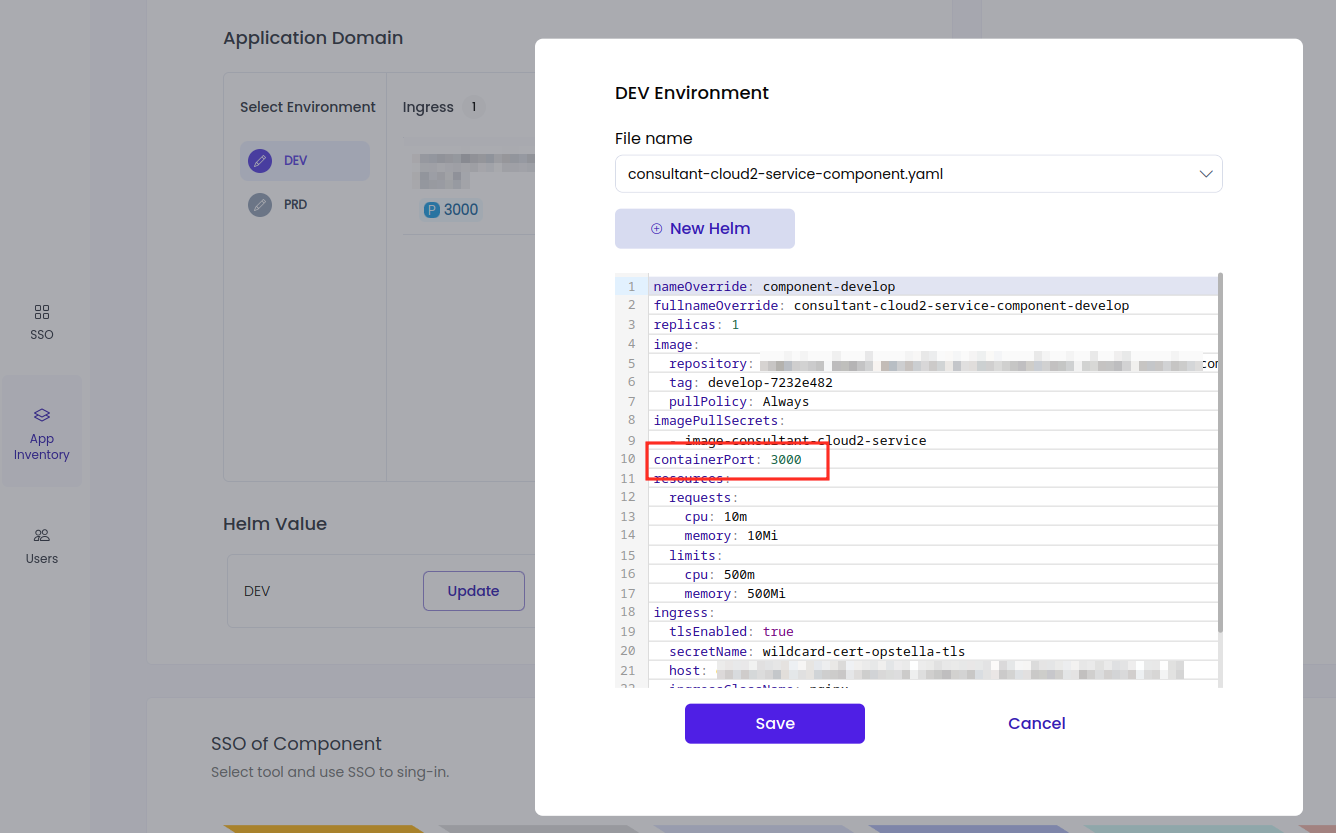 Application Domain
Select Environment
Ingress 1
DEV
PRD
P 3000
SSO
App
Inventory
Users
Helm Value
DEV
Update
SSO of Component
Select tool and use SSO to sing-in.
DEV Environment
File name
consultant-cloud2-service-component.yaml
New Helm
1 nameOverride: component-develop
2 fullnameOverride: consultant-cloud2-service-component-develop
3 replicas: 1
4 image:
5 repository:
6 tag: develop-7232e482
7 pullPolicy: Always
8 imagePullSecrets:
9 - image-consultant-cloud2-service
10 containerPort: 3000
11 resources:
12 requests:
13 cpu: 10m
14 memory: 10Mi
15 limits:
16 cpu: 500m
17 memory: 500Mi
18 ingress:
19 tlsEnabled: true
20 secretName: wildcard-cert-opstella-tls
21 host:
22 ingressClassName: nginx
Save
Cancel